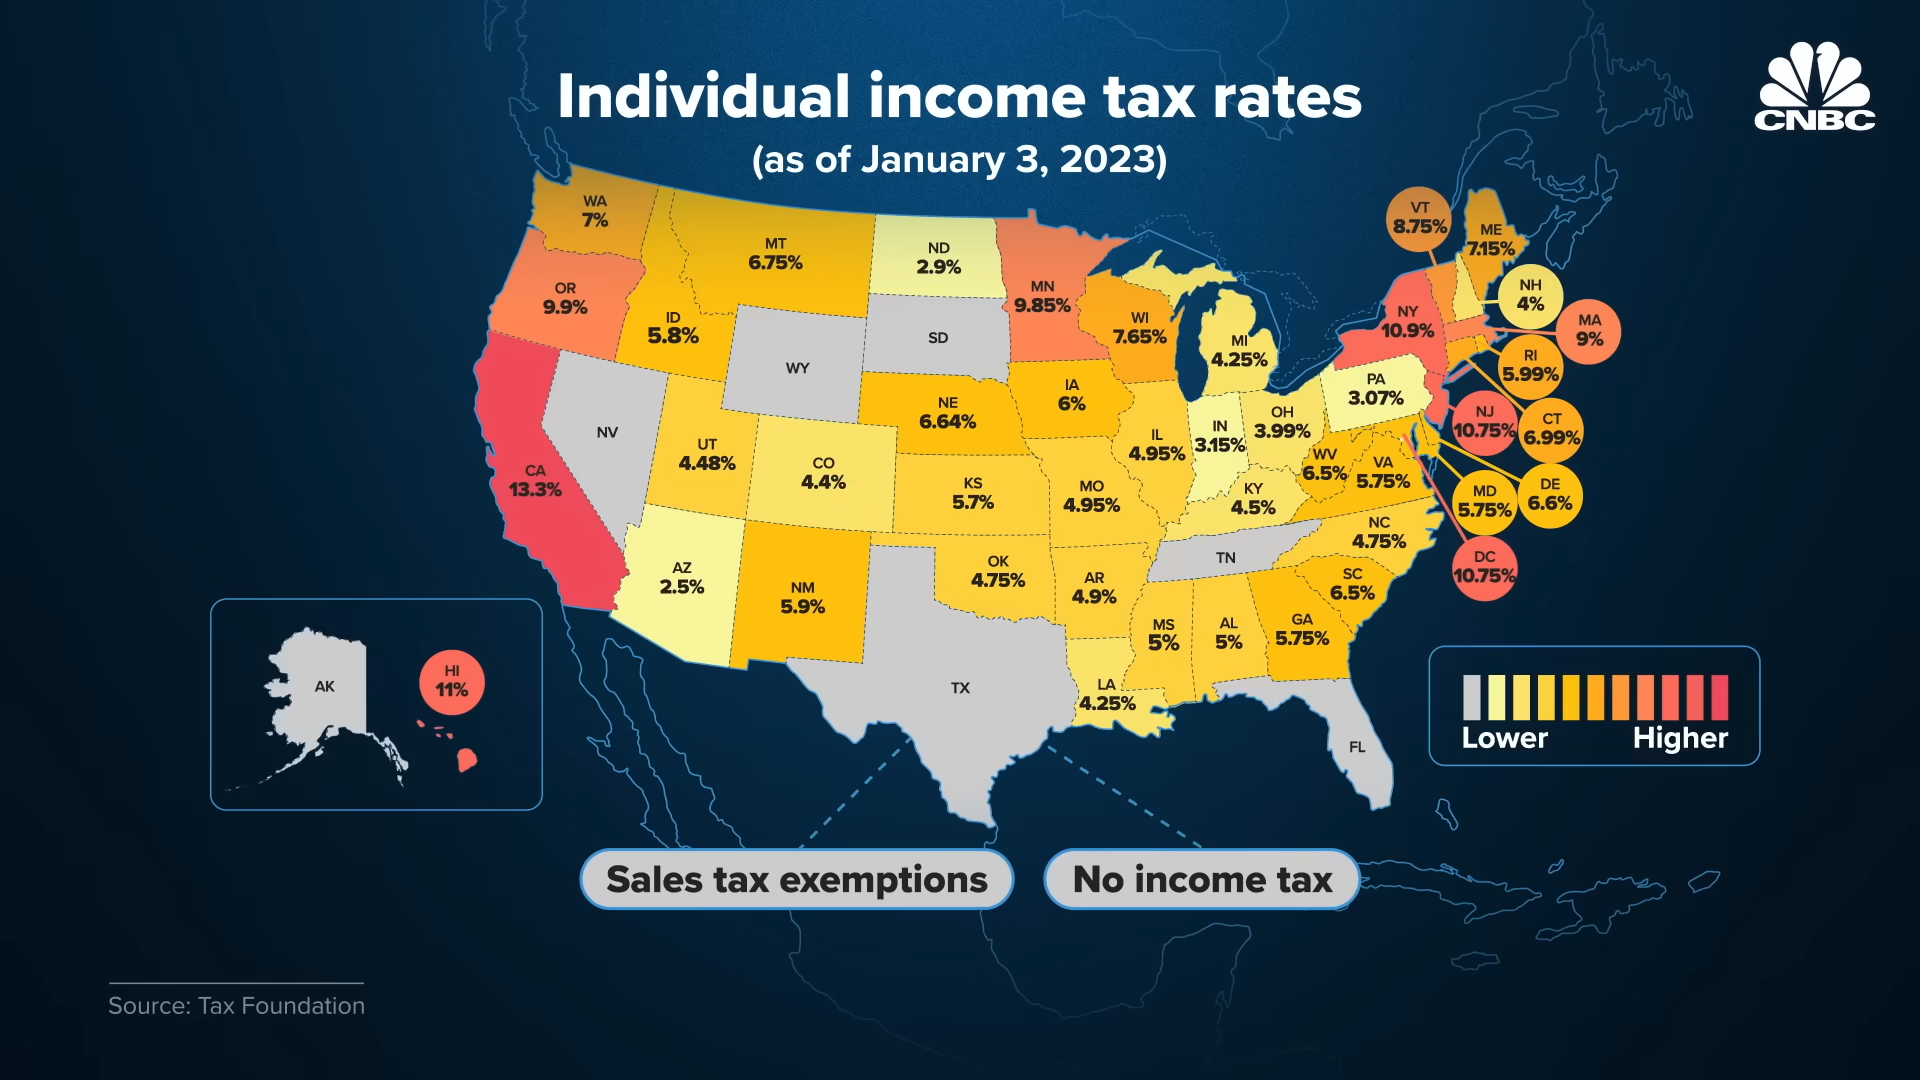 Individual income tax rates
(as of January 3, 2023)
CNBC
WA
7%
MT
6.75%
ND
2.9%
MN
9.85%
VT
8.75%
ME
7.15%
OR
9.9%
ID
5.8%
SD
WI
7.65%
MI
4.25%
NY
10.9%
NH
4%
MA
9%
WY
RI
5.99%
NE
6.64%
IA
6%
PA
3.07%
NV
UT
4.48%
CO
4.4%
IL
4.95%
IN
3.15%
OH
3.99%
NJ
10.75%
CT
6.99%
CA
13.3%
KS
5.7%
MO
4.95%
WV
6.5%
VA
5.75%
KY
4.5%
MD
5.75%
DE
6.6%
NC
4.75%
AZ
2.5%
NM
5.9%
OK
4.75%
AR
4.9%
TN
SC
6.5%
DC
10.75%
MS
5%
AL
5%
GA
5.75%
AK
HI
11%
TX
LA
4.25%
FL
Lower
Higher
Sales tax exemptions
No income tax
Source: Tax Foundation